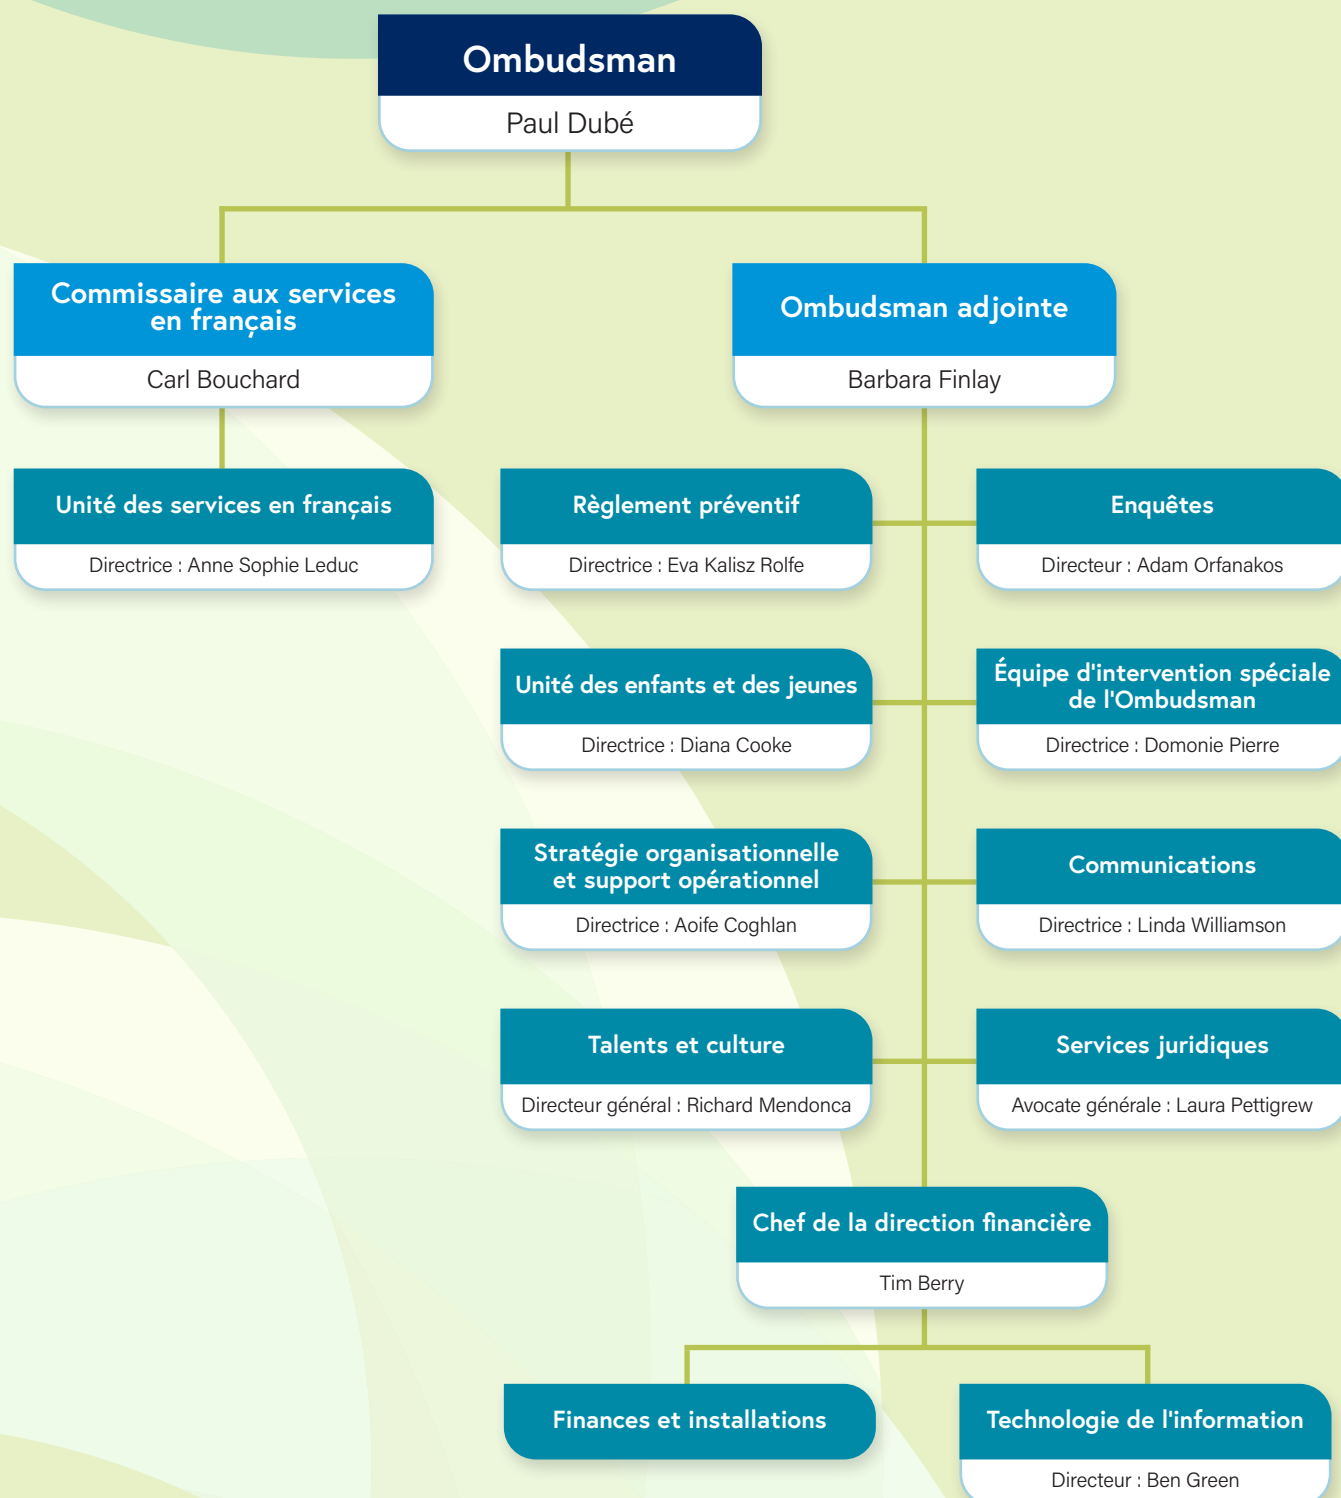 Ombudsman
Paul Dubé
Commissaire aux services
en français
Carl Bouchard
Ombudsman adjointe
Barbara Finlay
Unité des services en français
Directrice : Anne Sophie Leduc
Règlement préventif
Directrice : Eva Kalisz Rolfe
Enquêtes
Directeur : Adam Orfanakos
Unité des enfants et des jeunes
Directrice : Diana Cooke
Équipe d'intervention spéciale
de l'Ombudsman
Directrice : Domonie Pierre
Stratégie organisationnelle
et support opérationnel
Directrice : Aoife Coghlan
Communications
Directrice : Linda Williamson
Talents et culture
Directeur général : Richard Mendonca
Services juridiques
Avocate générale : Laura Pettigrew
Chef de la direction financière
Tim Berry
Finances et installations
Technologie de l'information
Directeur : Ben Green